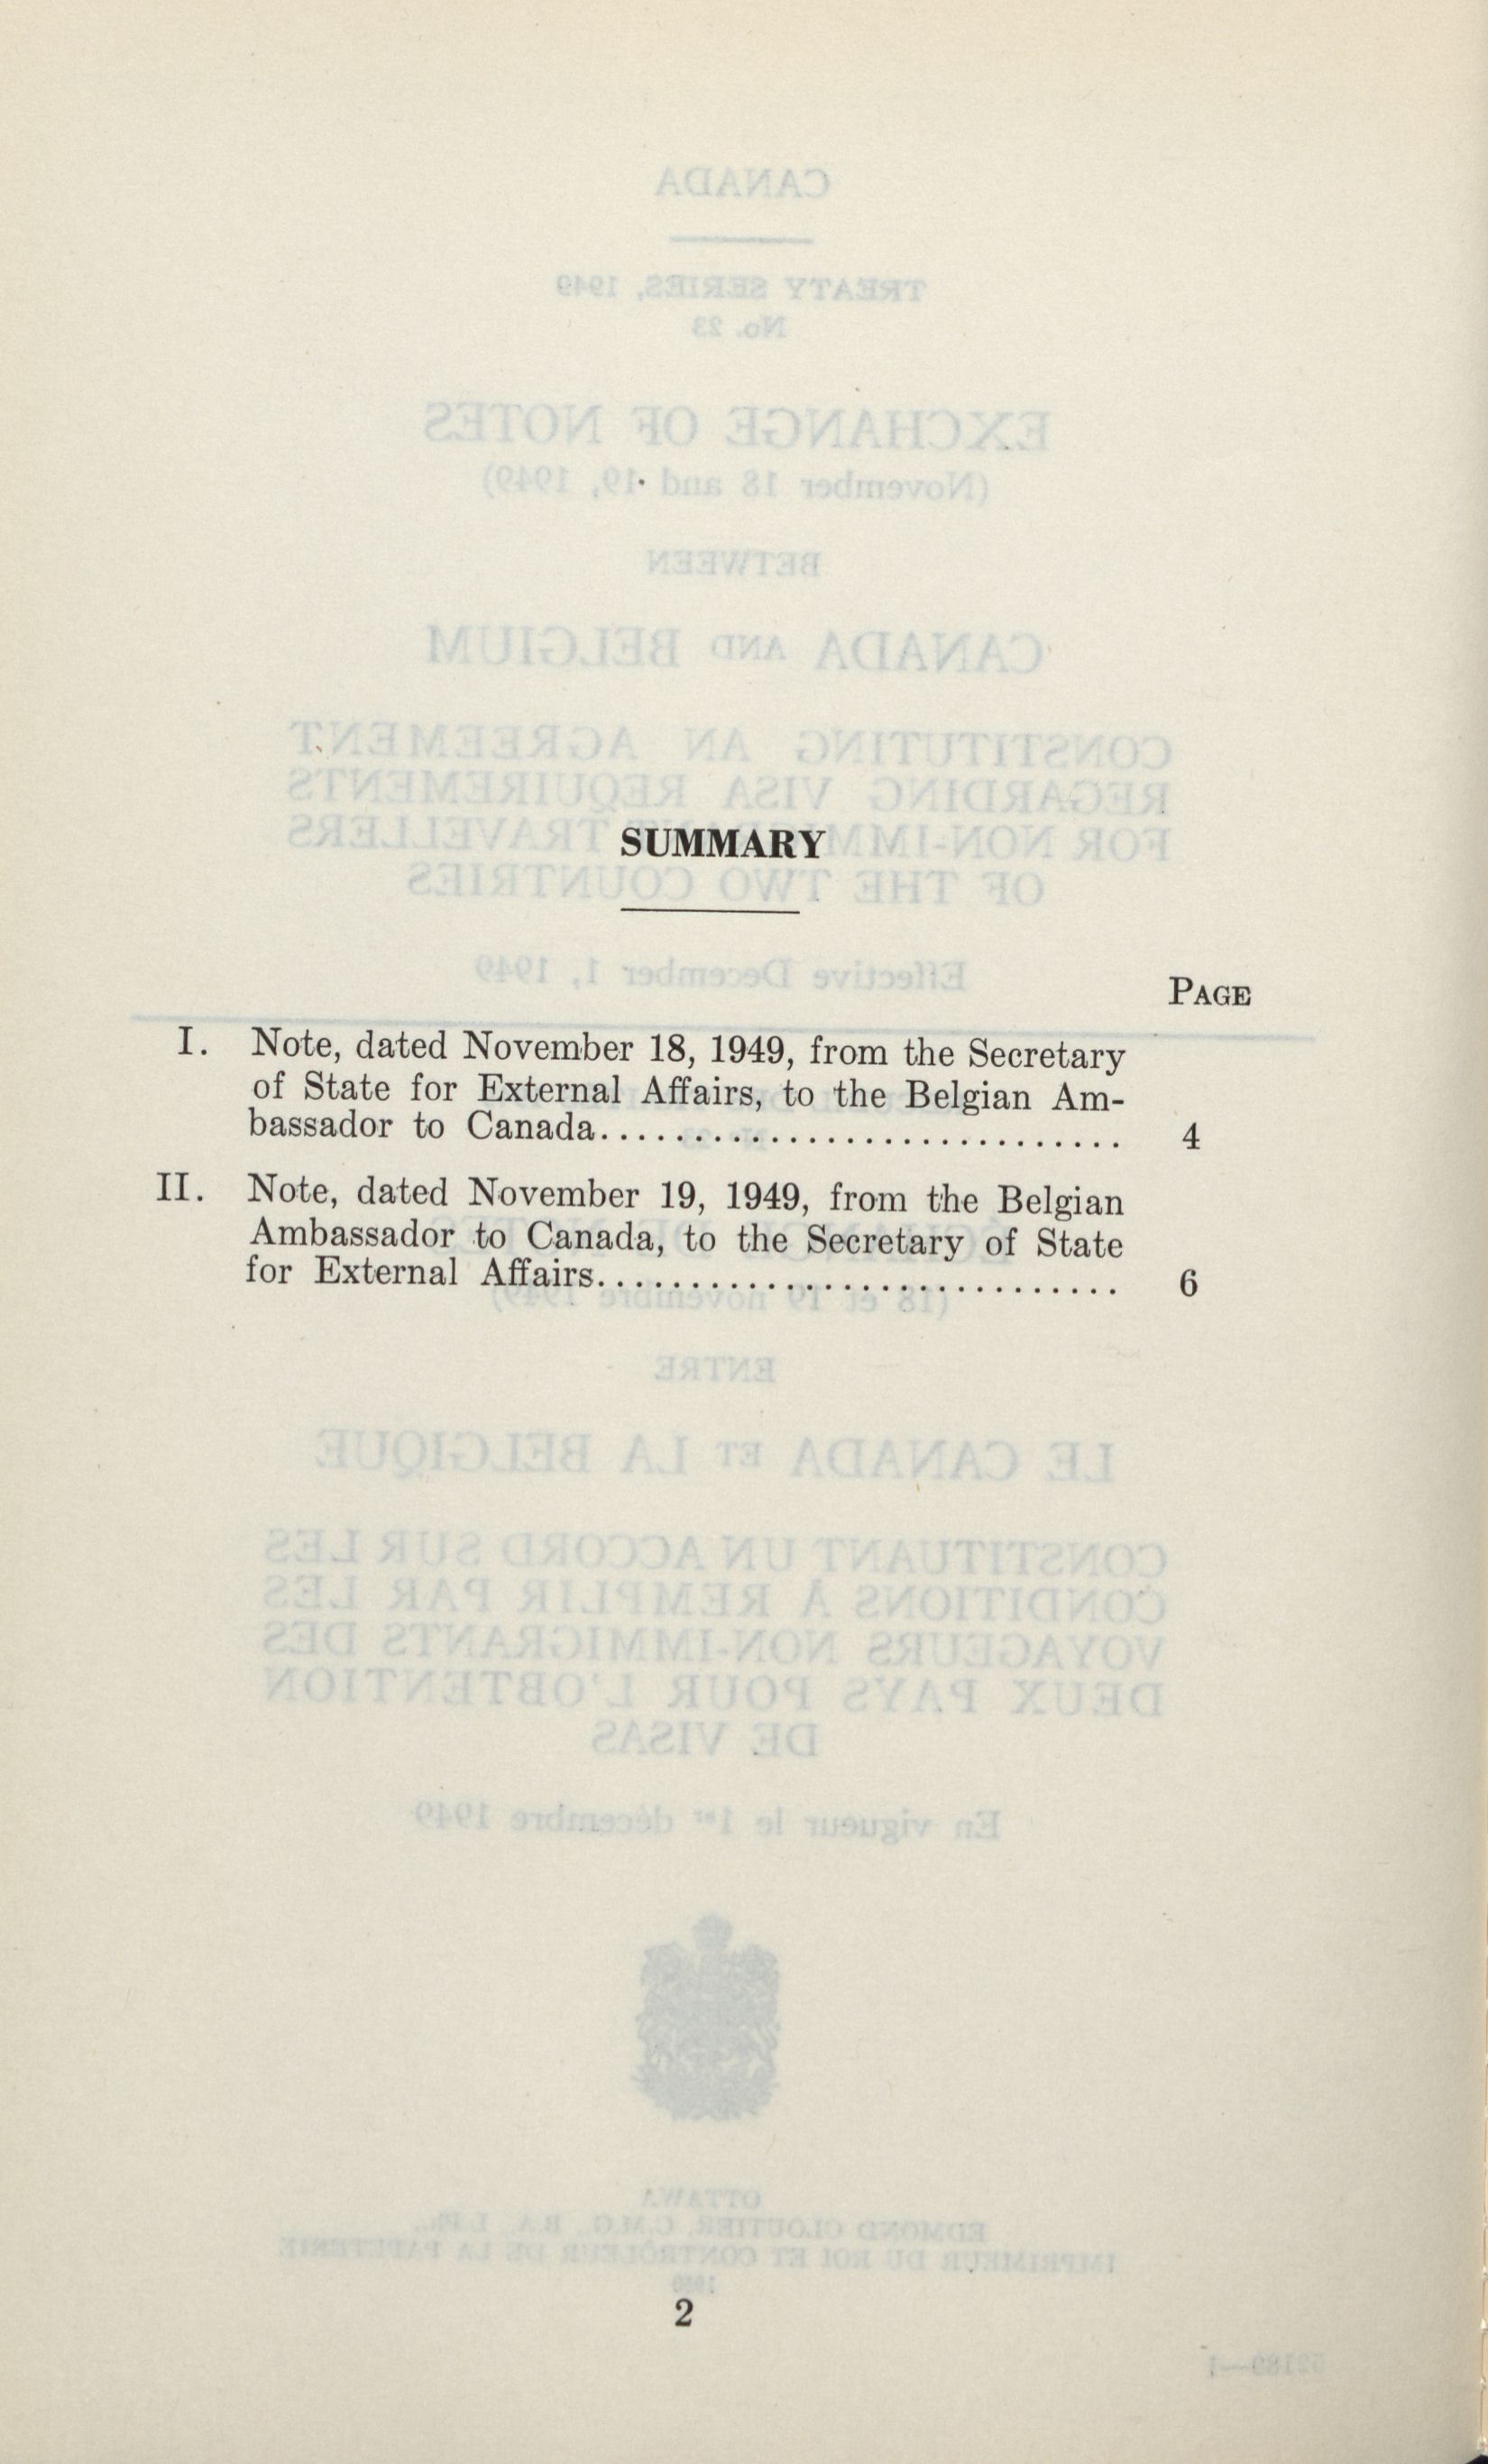 SUMMARY
PAGE
I. Note, dated November 18, 1949, from the Secretary
of State for External Affairs, to the Belgian Am-
bassador to Canada............................ 4
II. Note, dated November 19, 1949, from the Belgian
Ambassador to Canada, to the Secretary of State
for External Affairs............................ 6
2